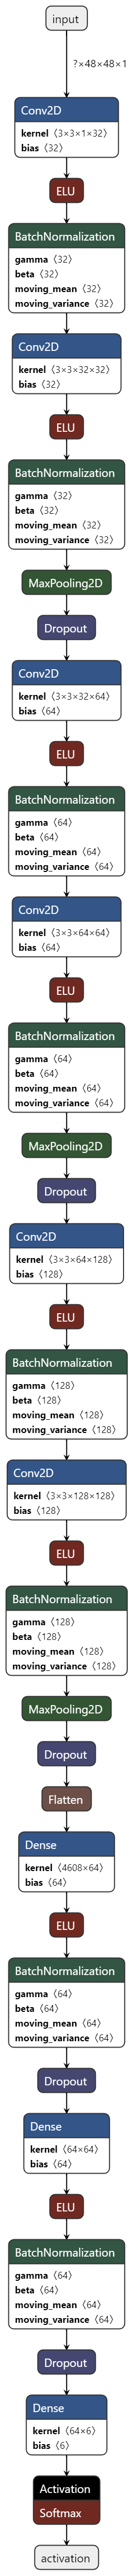 input
?×48×48×1
Conv2D
kernel ⟨3×3×1×32⟩
bias ⟨32⟩
ELU
BatchNormalization
gamma ⟨32⟩
beta ⟨32⟩
moving_mean ⟨32⟩
moving_variance ⟨32⟩
Conv2D
kernel ⟨3×3×32×32⟩
bias ⟨32⟩
ELU
BatchNormalization
gamma ⟨32⟩
beta ⟨32⟩
moving_mean ⟨32⟩
moving_variance ⟨32⟩
MaxPooling2D
Dropout
Conv2D
kernel ⟨3×3×32×64⟩
bias ⟨64⟩
ELU
BatchNormalization
gamma ⟨64⟩
beta ⟨64⟩
moving_mean ⟨64⟩
moving_variance ⟨64⟩
Conv2D
kernel ⟨3×3×64×64⟩
bias ⟨64⟩
ELU
BatchNormalization
gamma ⟨64⟩
beta ⟨64⟩
moving_mean ⟨64⟩
moving_variance ⟨64⟩
MaxPooling2D
Dropout
Conv2D
kernel ⟨3×3×64×128⟩
bias ⟨128⟩
ELU
BatchNormalization
gamma ⟨128⟩
beta ⟨128⟩
moving_mean ⟨128⟩
moving_variance ⟨128⟩
Conv2D
kernel ⟨3×3×128×128⟩
bias ⟨128⟩
ELU
BatchNormalization
gamma ⟨128⟩
beta ⟨128⟩
moving_mean ⟨128⟩
moving_variance ⟨128⟩
MaxPooling2D
Dropout
Flatten
Dense
kernel ⟨4608×64⟩
bias ⟨64⟩
ELU
BatchNormalization
gamma ⟨64⟩
beta ⟨64⟩
moving_mean ⟨64⟩
moving_variance ⟨64⟩
Dropout
Dense
kernel ⟨64×64⟩
bias ⟨64⟩
ELU
BatchNormalization
gamma ⟨64⟩
beta ⟨64⟩
moving_mean ⟨64⟩
moving_variance ⟨64⟩
Dropout
Dense
kernel ⟨64×6⟩
bias ⟨6⟩
Activation
Softmax
activation